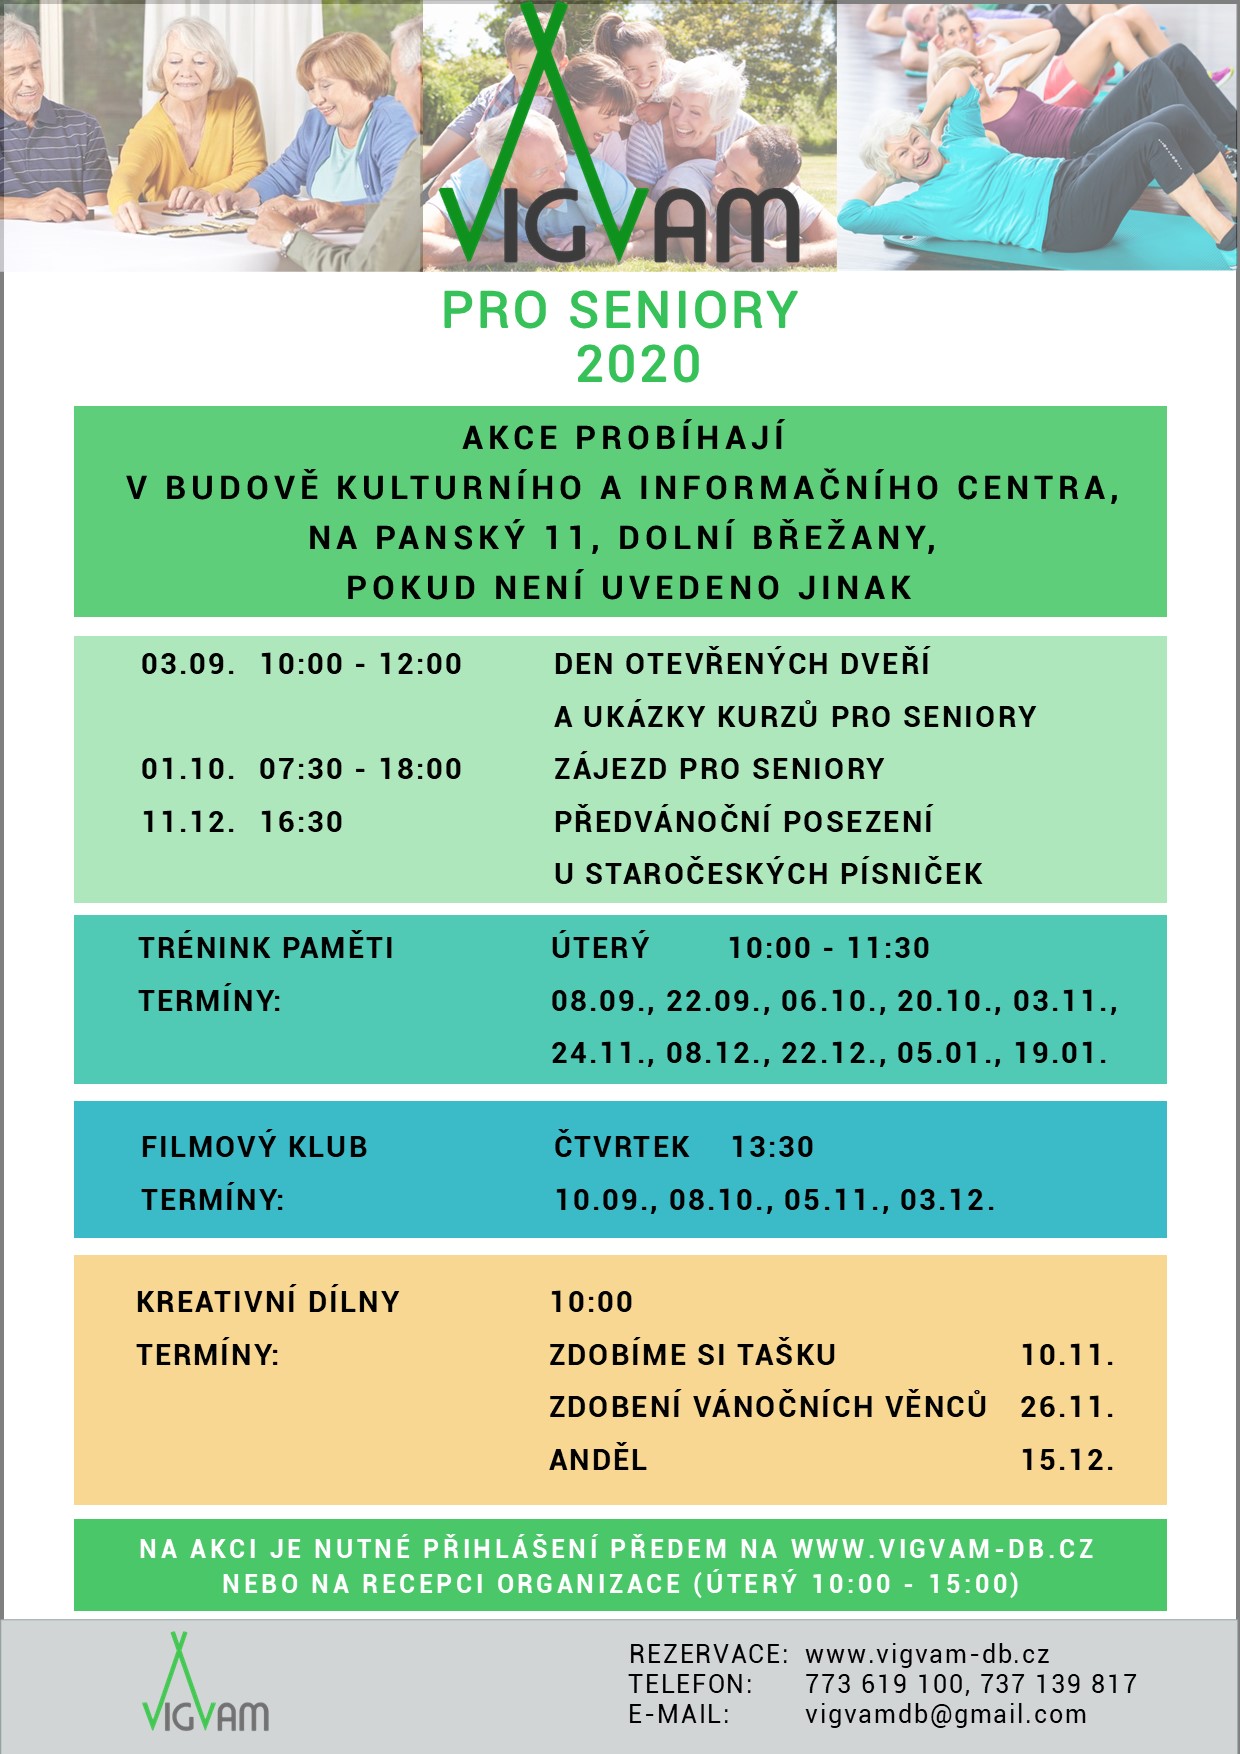 VIGVAM
PRO SENIORY
2020
AKCE PROBÍHAJÍ
V BUDOVĚ KULTURNÍHO A INFORMAČNÍHO CENTRA,
NA PANSKÝ 11, DOLNÍ BŘEŽANY,
POKUD NENÍ UVEDENO JINAK
03.09. 10:00 - 12:00 DEN OTEVŘENÝCH DVEŘÍ
A UKÁZKY KURZŮ PRO SENIORY
01.10. 07:30 - 18:00 ZÁJEZD PRO SENIORY
11.12. 16:30 PŘEDVÁNOČNÍ POSEZENÍ
U STAROČESKÝCH PÍSNIČEK
TRÉNINK PAMĚTI ÚTERÝ 10:00 - 11:30
TERMÍNY: 08.09., 22.09., 06.10., 20.10., 03.11.,
24.11., 08.12., 22.12., 05.01., 19.01.
FILMOVÝ KLUB ČTVRTEK 13:30
TERMÍNY: 10.09., 08.10., 05.11., 03.12.
KREATIVNÍ DÍLNY 10:00
TERMÍNY: ZDOBÍME SI TAŠKU 10.11.
ZDOBENÍ VÁNOČNÍCH VĚNCŮ 26.11.
ANDĚL 15.12.
NA AKCI JE NUTNÉ PŘIHLÁŠENÍ PŘEDEM NA WWW.VIGVAM-DB.CZ
NEBO NA RECEPCI ORGANIZACE (ÚTERÝ 10:00 - 15:00)
VIGVAM
REZERVACE: www.vigvam-db.cz
TELEFON: 773 619 100, 737 139 817
E-MAIL: vigvamdb@gmail.com